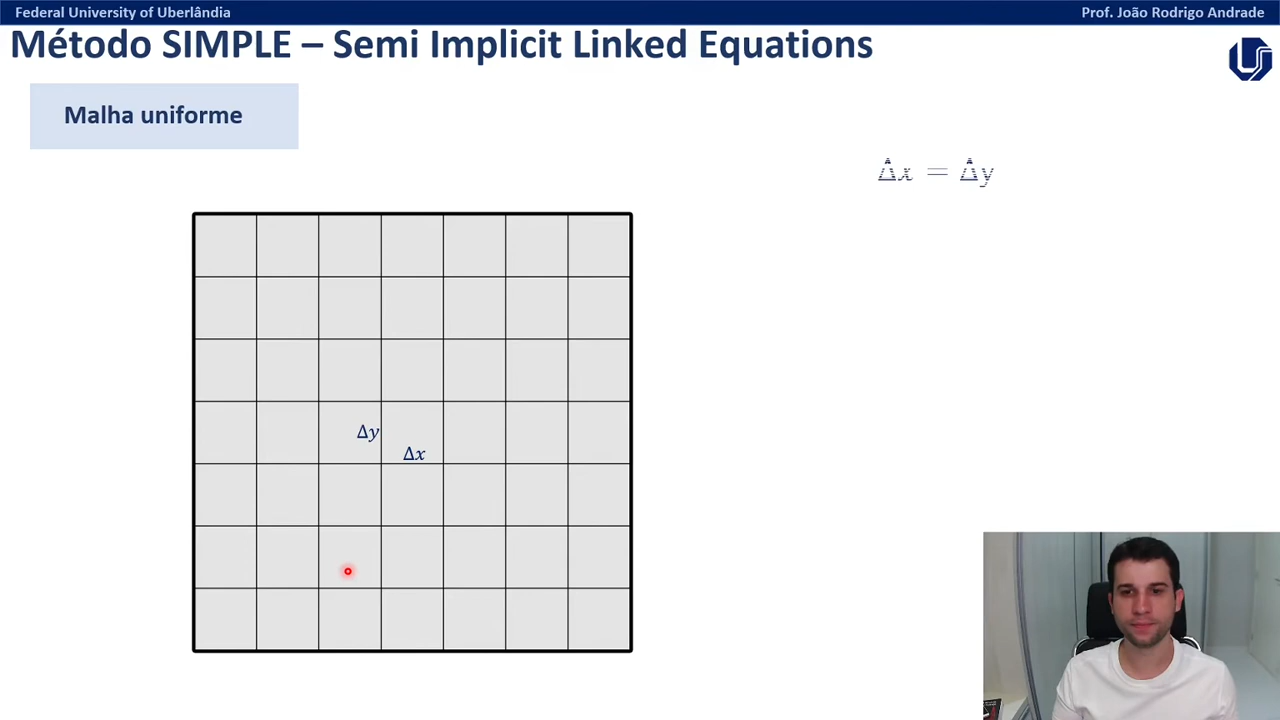 Federal University of Uberlândia
Prof. João Rodrigo Andrade
Método SIMPLE – Semi Implicit Linked Equations
Malha uniforme
Δx = Δy
Δy
Δx